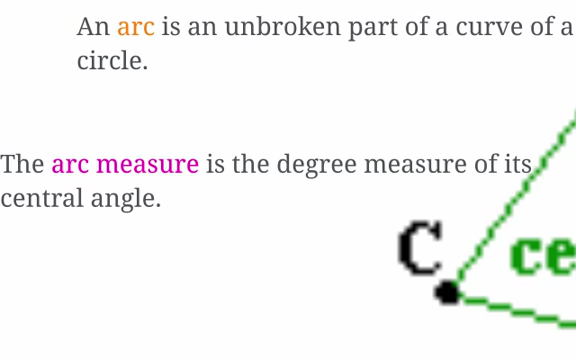 An arc is an unbroken part of a curve of a
circle.
The arc measure is the degree measure of its
central angle.
C
ce